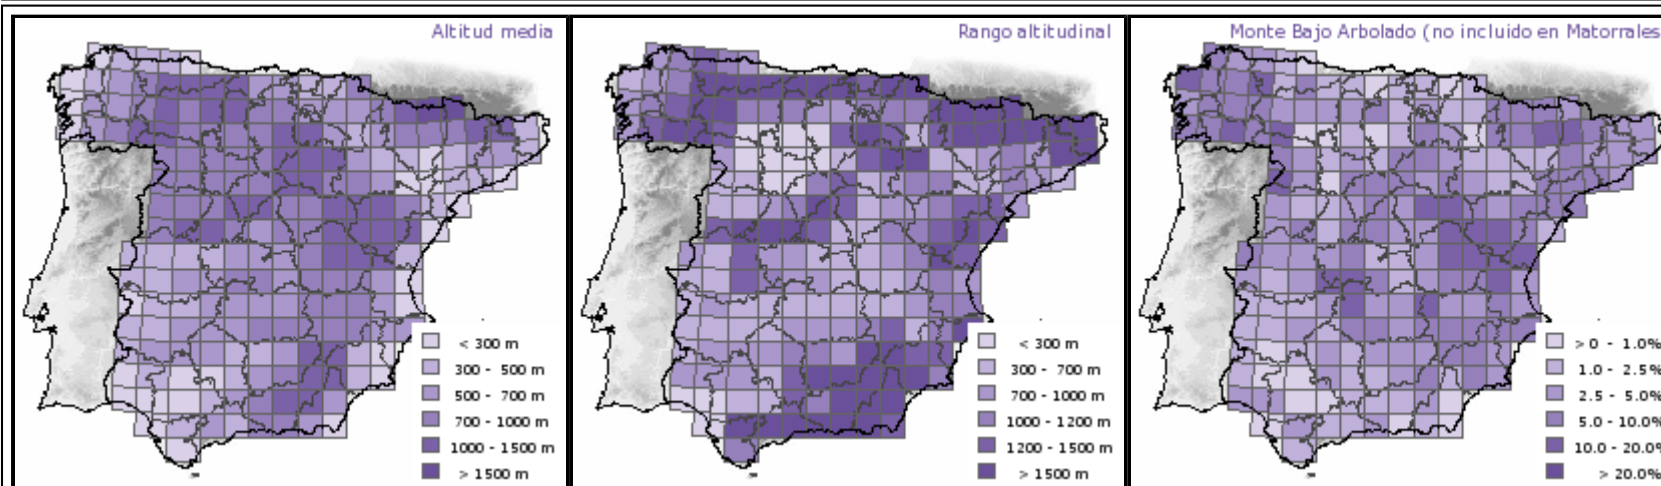 Altitud media
< 300 m
300 - 500 m
500 - 700 m
700 - 1000 m
1000 - 1500 m
> 1500 m
Rango altitudinal
< 300 m
300 - 700 m
700 - 1000 m
1000 - 1200 m
1200 - 1500 m
> 1500 m
Monte Bajo Arbolado (no incluido en Matorrales
> 0 - 1.0%
1.0 - 2.5%
2.5 - 5.0%
5.0 - 10.0%
10.0 - 20.0%
> 20.0%